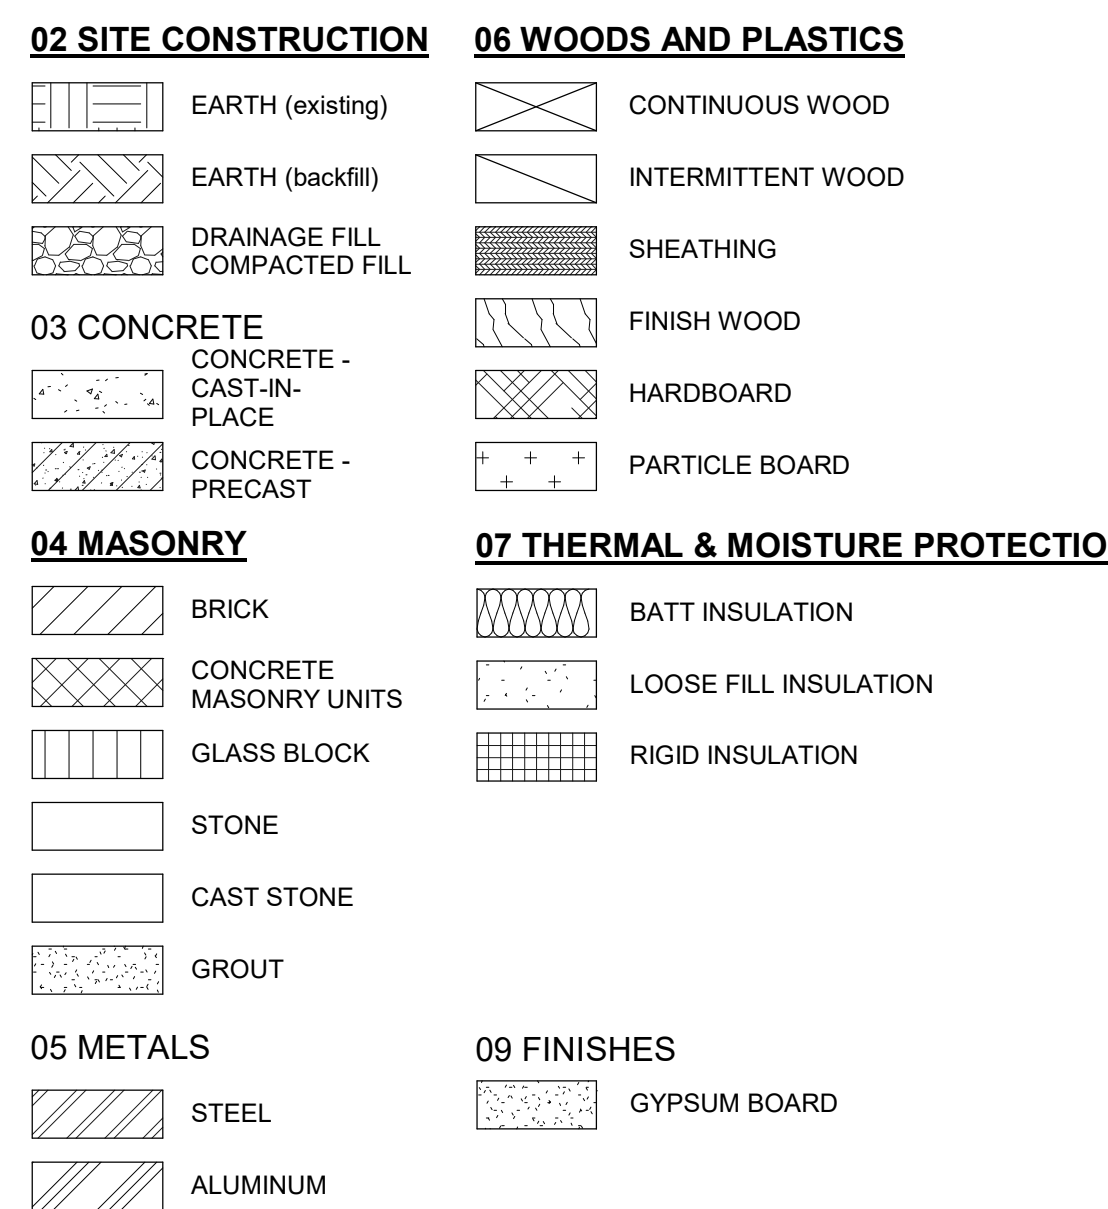 02 SITE CONSTRUCTION
EARTH (existing)
EARTH (backfill)
DRAINAGE FILL
COMPACTED FILL
03 CONCRETE
CONCRETE -
CAST-IN-
PLACE
CONCRETE -
PRECAST
04 MASONRY
BRICK
CONCRETE
MASONRY UNITS
GLASS BLOCK
STONE
CAST STONE
GROUT
05 METALS
STEEL
ALUMINUM
06 WOODS AND PLASTICS
CONTINUOUS WOOD
INTERMITTENT WOOD
SHEATHING
FINISH WOOD
HARDBOARD
PARTICLE BOARD
07 THERMAL & MOISTURE PROTECTIO
BATT INSULATION
LOOSE FILL INSULATION
RIGID INSULATION
09 FINISHES
GYPSUM BOARD